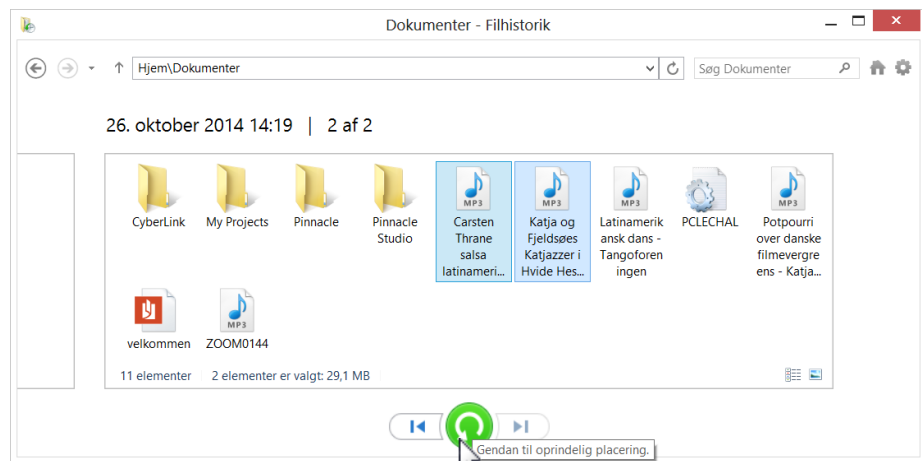 Dokumenter - Filhistorik
Hjem\Dokumenter
Søg Dokumenter
26. oktober 2014 14:19 | 2 af 2
CyberLink
My Projects
Pinnacle
Pinnacle
Studio
MP3
Carsten
Thrane
salsa
latinameri...
MP3
Katja og
Fjeldsøes
Katjazzer i
Hvide Hes...
MP3
Latinamerik
ansk dans -
Tangoforen
ingen
PCLECHAL
MP3
Potpourri
over danske
filmevergre
ens - Katja...
velkommen
MP3
ZOOM0144
11 elementer
2 elementer er valgt: 29,1 MB
Gendan til oprindelig placering.